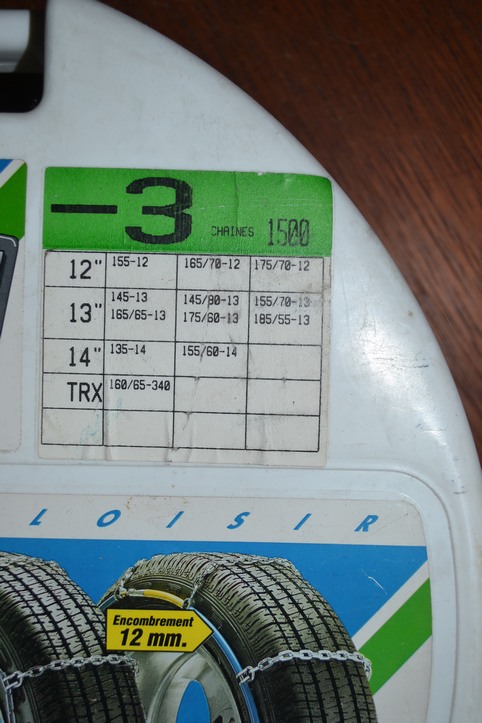 -3 CHAINES 1500
12" 155-12 165/70-12 175/70-12
13" 145-13 145/80-13 155/70-13
165/65-13 175/60-13 185/55-13
14" 135-14 155/60-14
TRX 160/65-340
LOISIR
Encombrement
12 mm.